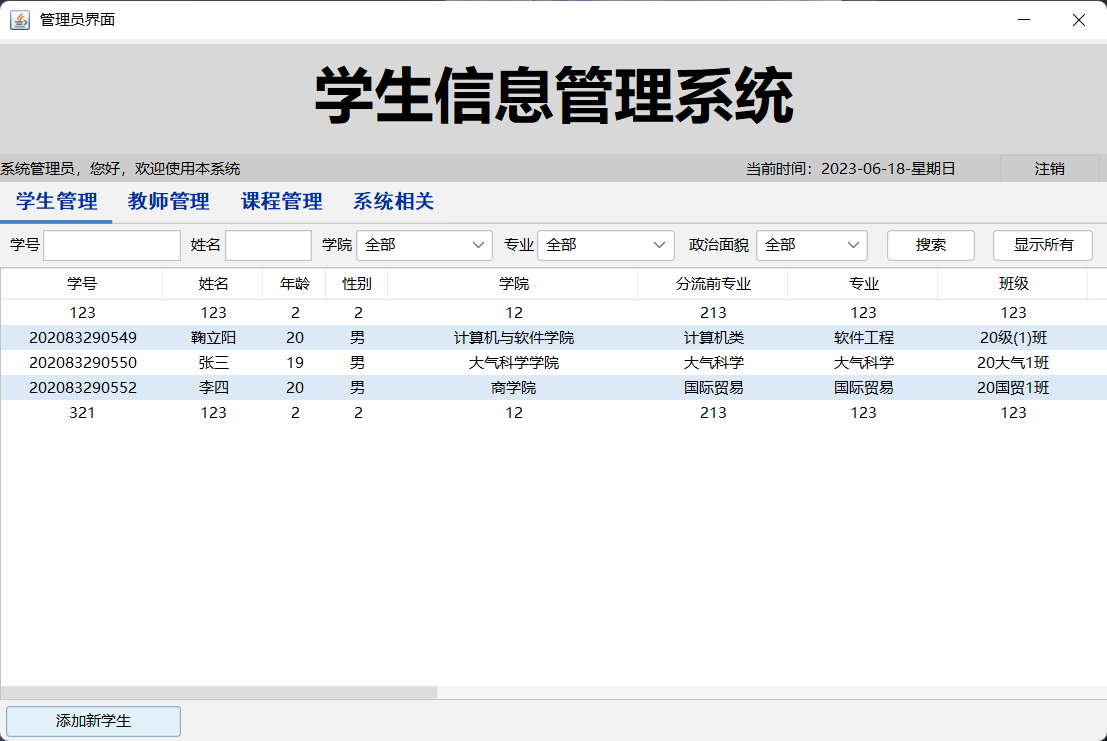 管理员界面
学生信息管理系统
系统管理员，您好，欢迎使用本系统 当前时间：2023-06-18-星期日 注销
学生管理 教师管理 课程管理 系统相关
学号 姓名 学院 全部 专业 全部 政治面貌 全部 搜索 显示所有
学号 姓名 年龄 性别 学院 分流前专业 专业 班级
123 123 2 2 12 213 123 123
202083290549 鞠立阳 20 男 计算机与软件学院 计算机类 软件工程 20级(1)班
202083290550 张三 19 男 大气科学学院 大气科学 大气科学 20大气1班
202083290552 李四 20 男 商学院 国际贸易 国际贸易 20国贸1班
321 123 2 2 12 213 123 123
添加新学生